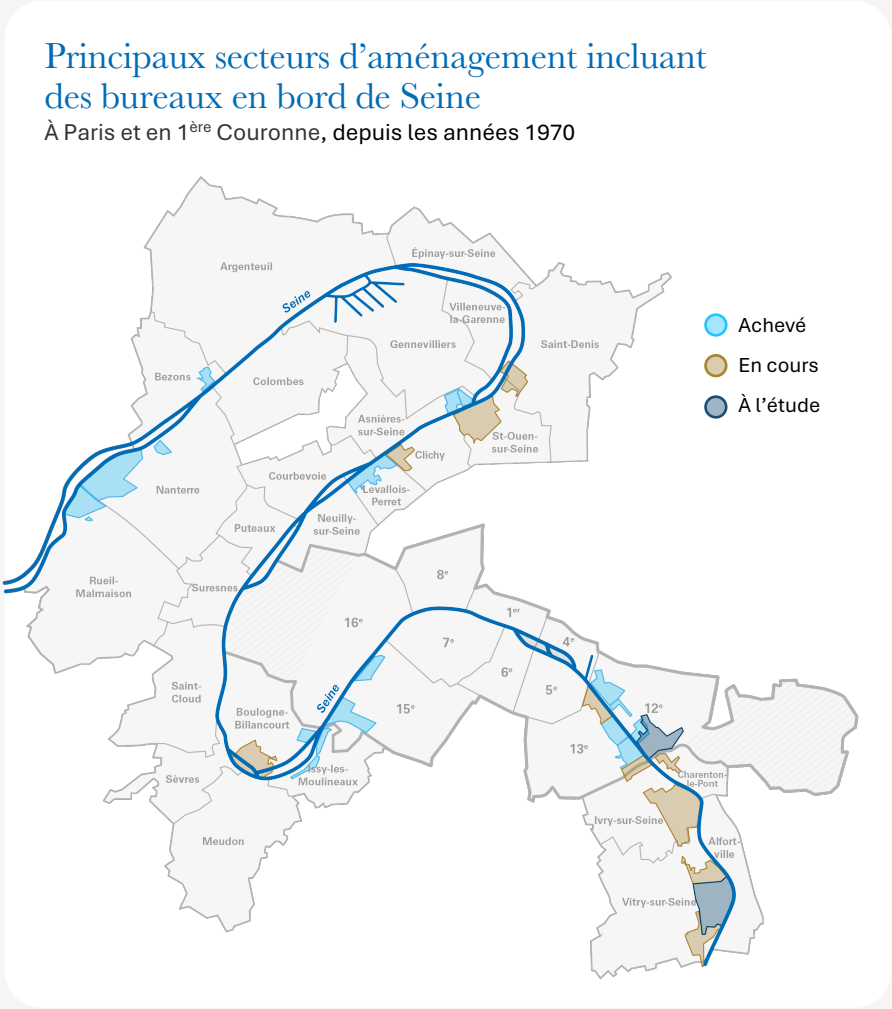 Principaux secteurs d’aménagement incluant
des bureaux en bord de Seine
À Paris et en 1ère Couronne, depuis les années 1970
Argenteuil
Épinay-sur-Seine
Seine
Villeneuve-
la-Garenne
Gennevilliers
Saint-Denis
Achevé
En cours
À l’étude
Bezons
Colombes
Asnières-
sur-Seine
Clichy
St-Ouen-
sur-Seine
Courbevoie
Nanterre
Levallois-
Perret
Puteaux
Neuilly-
sur-Seine
Rueil-
Malmaison
Suresnes
8e
1er
16e
7e
4e
6e
5e
Saint-
Cloud
Seine
Boulogne-
Billancourt
15e
12e
13e
Sèvres
Issy-les-
Moulineaux
Charenton-
le-Pont
Ivry-sur-Seine
Meudon
Alfort-
ville
Vitry-sur-Seine